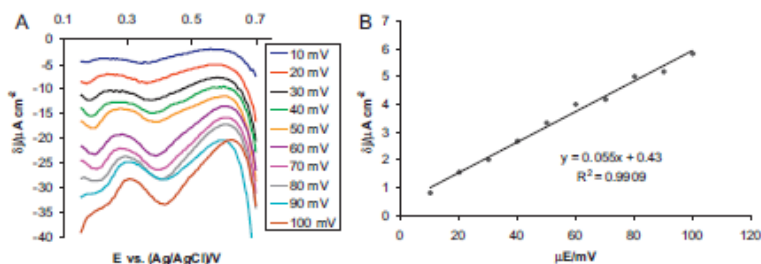 A
0.1 0.3 0.5 0.7
δj/µA cm⁻²
0
-5
-10
-15
-20
-25
-30
-35
-40
10 mV
20 mV
30 mV
40 mV
50 mV
60 mV
70 mV
80 mV
90 mV
100 mV
E vs. (Ag/AgCl)/V
B
δj/µA cm⁻²
7
6
5
4
3
2
1
0
y = 0.055x + 0.43
R² = 0.9909
0 20 40 60 80 100 120
µE/mV